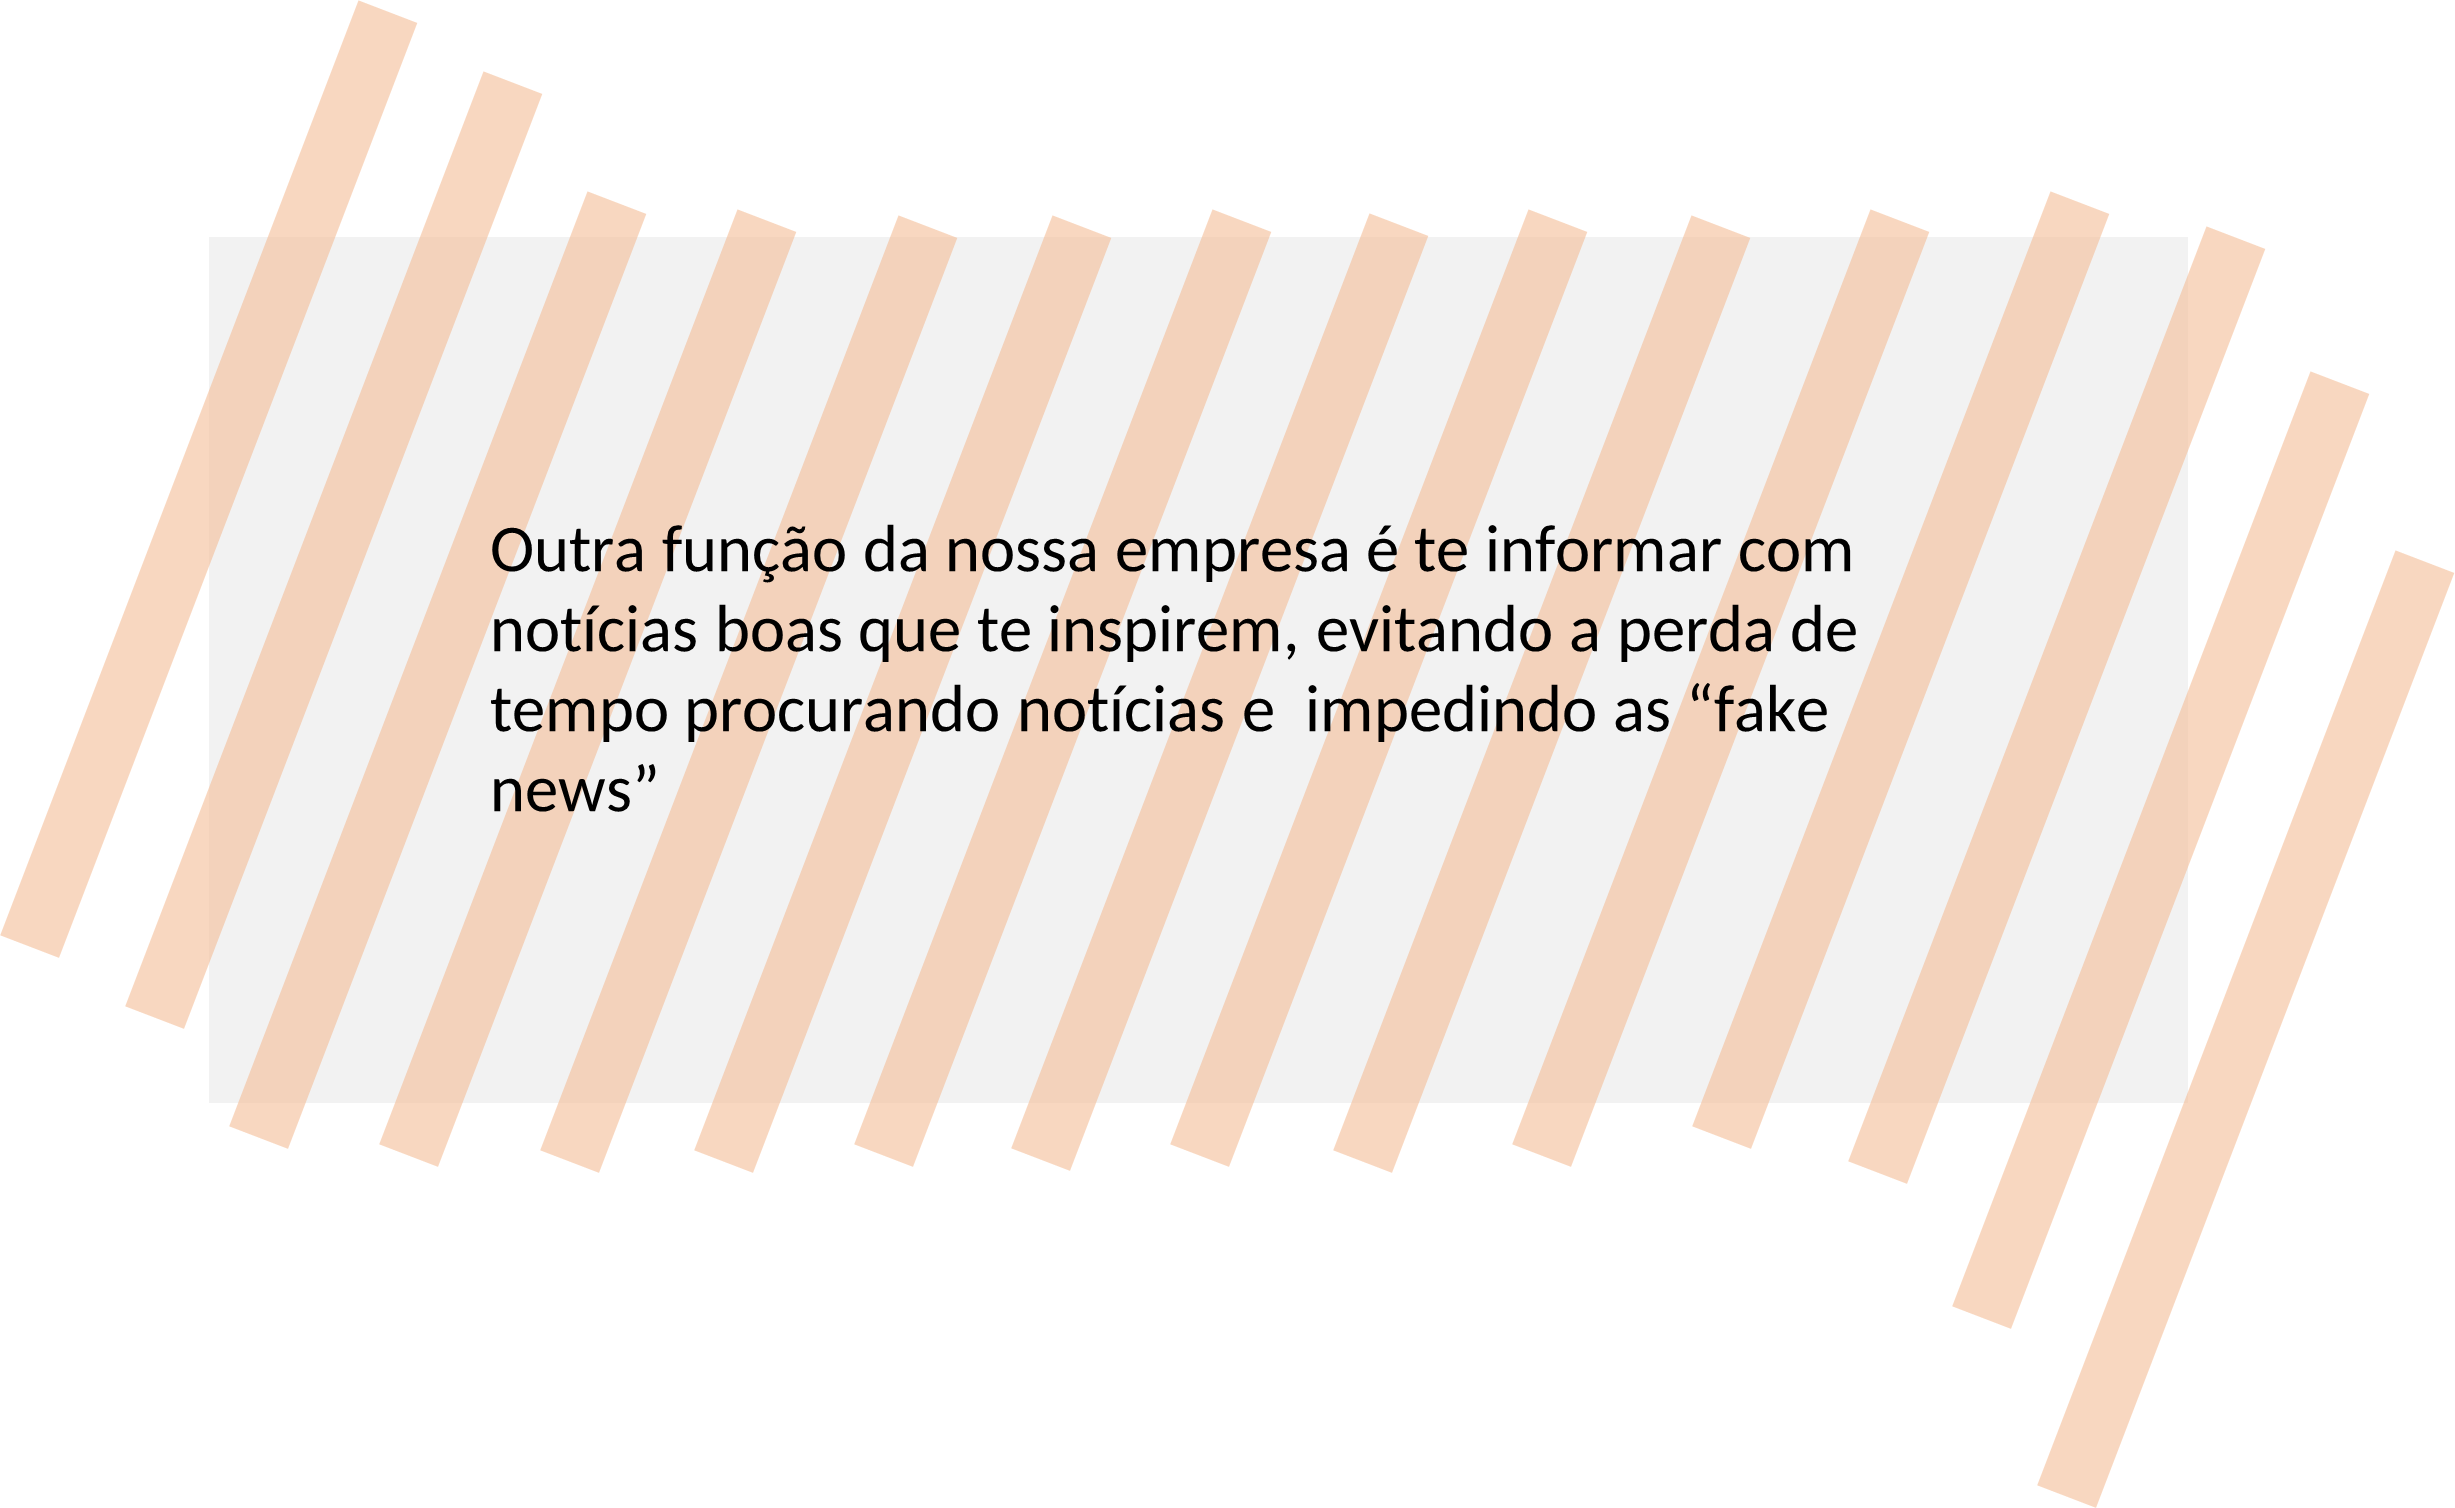 Outra função da nossa empresa é te informar com
notícias boas que te inspirem, evitando a perda de
tempo procurando notícias e  impedindo as “fake
news”